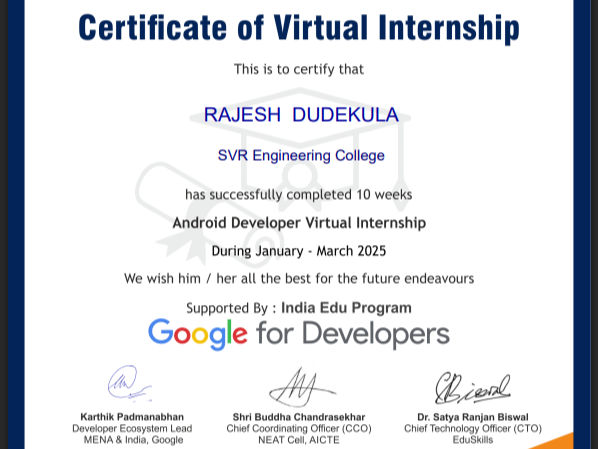 Certificate of Virtual Internship
This is to certify that
RAJESH DUDEKULA
SVR Engineering College
has successfully completed 10 weeks
Android Developer Virtual Internship
During January - March 2025
We wish him / her all the best for the future endeavours
Supported By : India Edu Program
Google for Developers
Karthik Padmanabhan
Developer Ecosystem Lead
MENA & India, Google
Shri Buddha Chandrasekhar
Chief Coordinating Officer (CCO)
NEAT Cell, AICTE
Dr. Satya Ranjan Biswal
Chief Technology Officer (CTO)
EduSkills